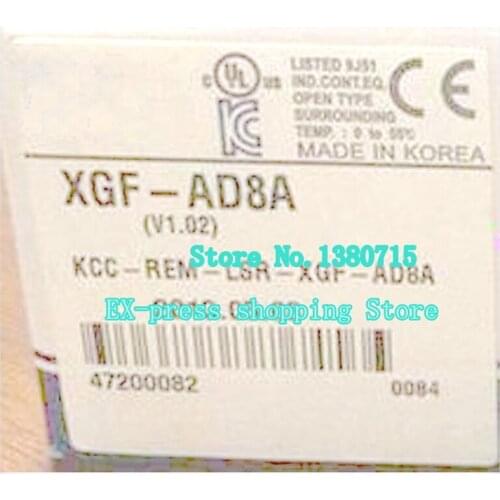 c UL us
LISTED 9J51
IND.CONT.EQ.
OPEN TYPE
SURROUNDING
TEMP. : 0 to 55℃
CE
MADE IN KOREA
XGF-AD8A
(V1.02)
Store No.1380715
KCC-REM-LSR-XGF-AD8A
EX-press shopping Store
47200082
0084